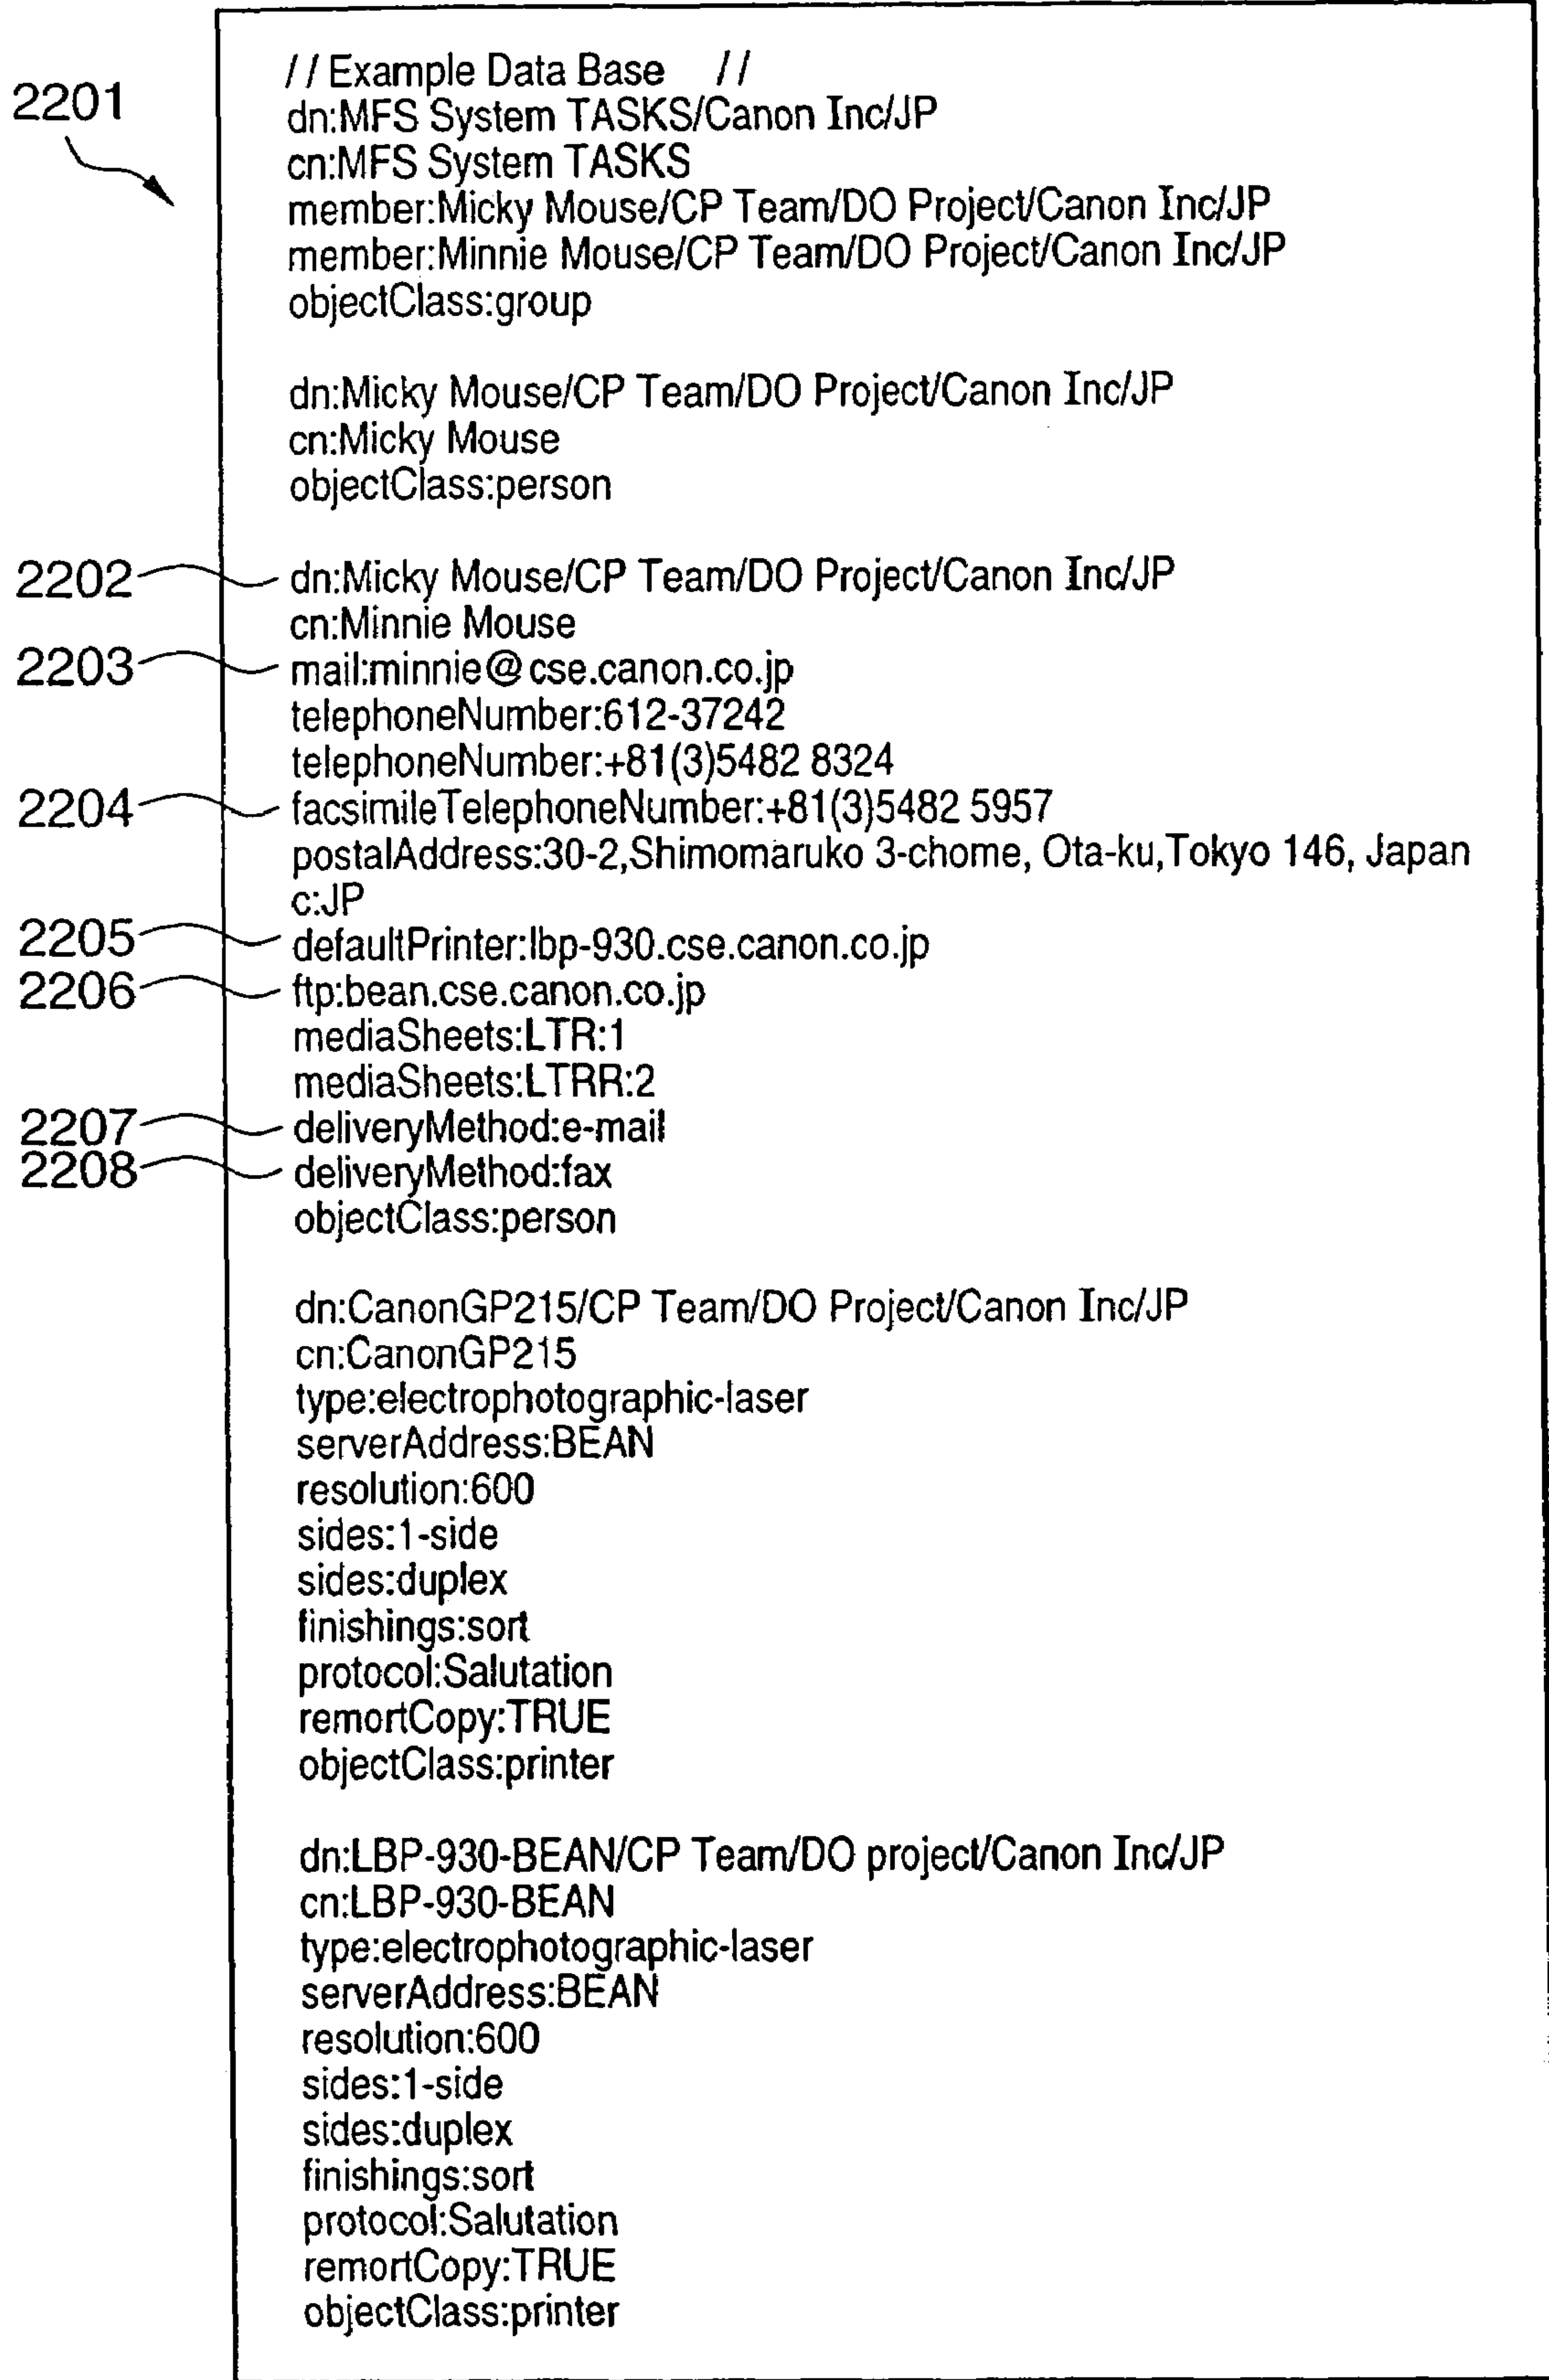 // Example Data Base //
2201
dn:MFS System TASKS/Canon Inc/JP
cn:MFS System TASKS
member:Micky Mouse/CP Team/DO Project/Canon Inc/JP
member:Minnie Mouse/CP Team/DO Project/Canon Inc/JP
objectClass:group
dn:Micky Mouse/CP Team/DO Project/Canon Inc/JP
cn:Micky Mouse
objectClass:person
2202 dn:Micky Mouse/CP Team/DO Project/Canon Inc/JP
cn:Minnie Mouse
2203 mail:minnie@cse.canon.co.jp
telephoneNumber:612-37242
telephoneNumber:+81(3)5482 8324
2204 facsimileTelephoneNumber:+81(3)5482 5957
postalAddress:30-2,Shimomaruko 3-chome, Ota-ku,Tokyo 146, Japan
c:JP
2205 defaultPrinter:lbp-930.cse.canon.co.jp
2206 ftp:bean.cse.canon.co.jp
mediaSheets:LTR:1
mediaSheets:LTRR:2
2207 deliveryMethod:e-mail
2208 deliveryMethod:fax
objectClass:person
dn:CanonGP215/CP Team/DO Project/Canon Inc/JP
cn:CanonGP215
type:electrophotographic-laser
serverAddress:BEAN
resolution:600
sides:1-side
sides:duplex
finishings:sort
protocol:Salutation
remortCopy:TRUE
objectClass:printer
dn:LBP-930-BEAN/CP Team/DO project/Canon Inc/JP
cn:LBP-930-BEAN
type:electrophotographic-laser
serverAddress:BEAN
resolution:600
sides:1-side
sides:duplex
finishings:sort
protocol:Salutation
remortCopy:TRUE
objectClass:printer